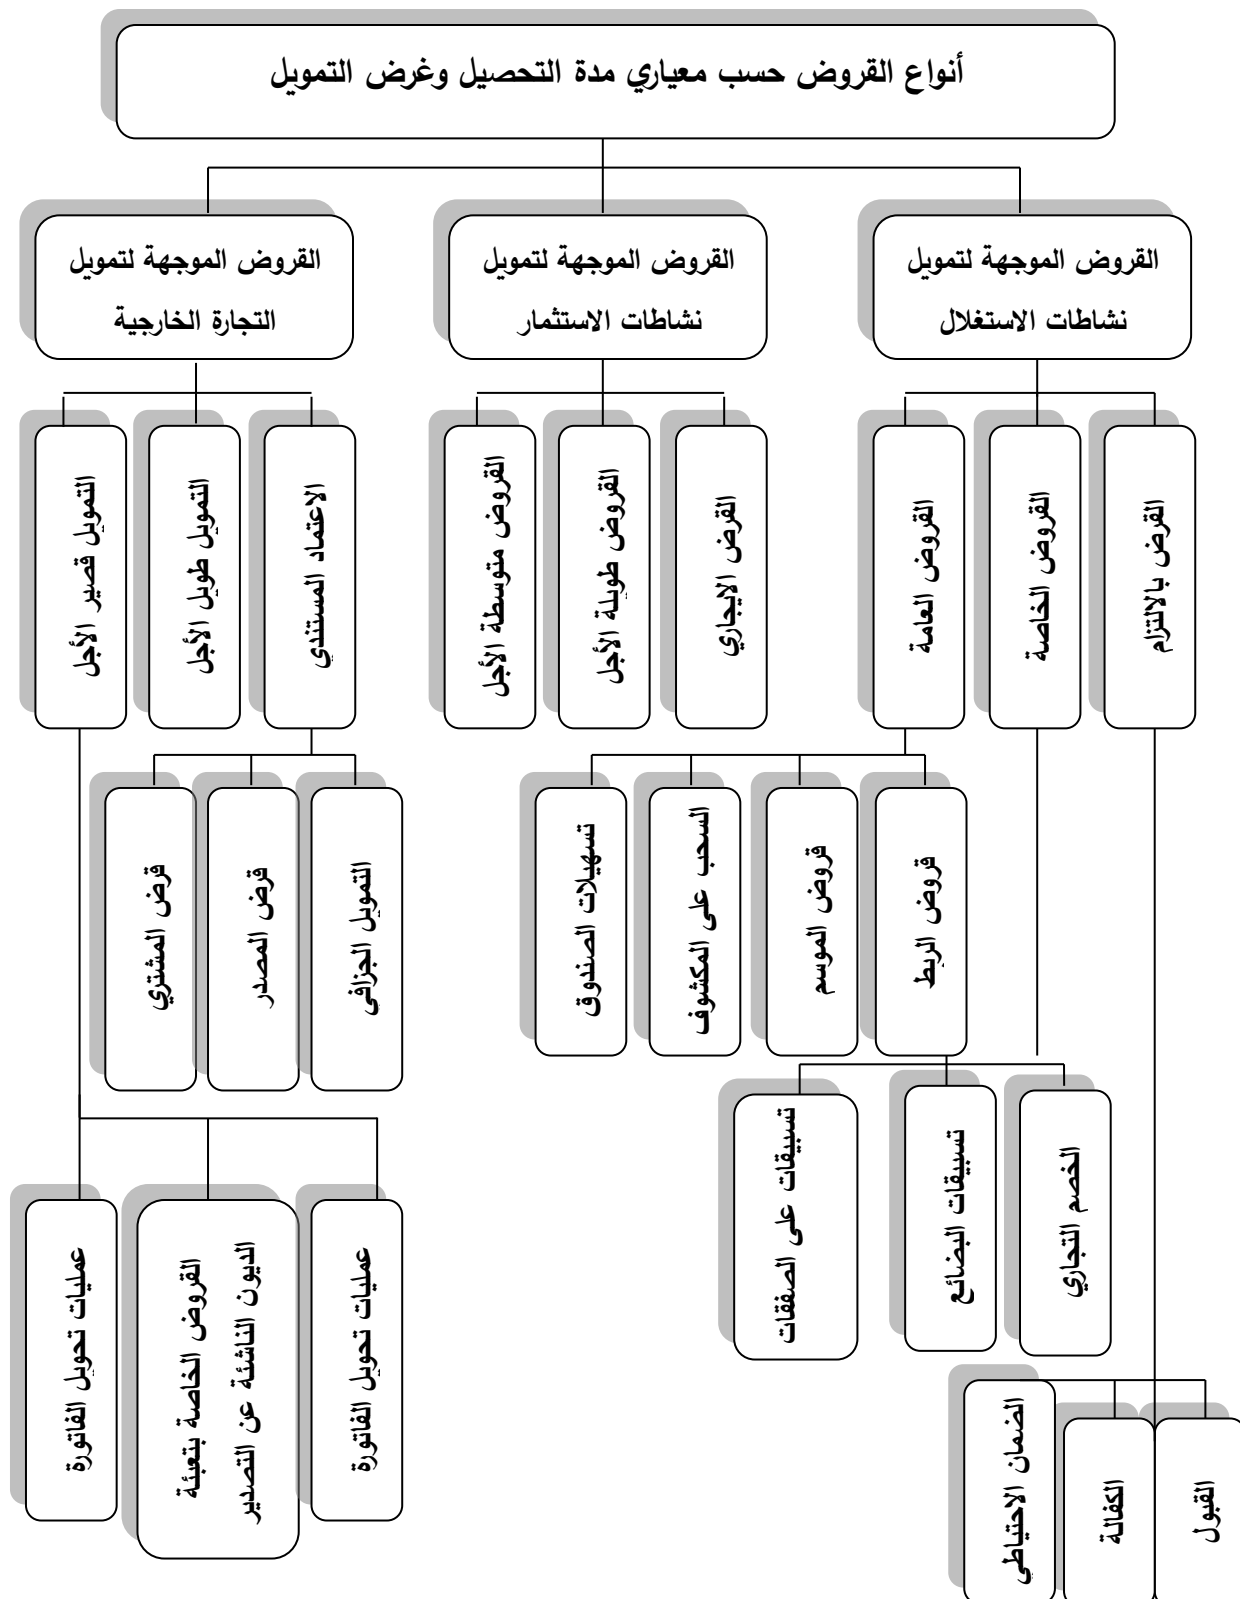 أنواع القروض حسب معياري مدة التحصيل وغرض التمويل
القروض الموجهة لتمويل
نشاطات الاستغلال
القروض الموجهة لتمويل
نشاطات الاستثمار
القروض الموجهة لتمويل
التجارة الخارجية
القرض بالالتزام
القروض الخاصة
القروض العامة
القرض الايجاري
القروض طويلة الأجل
القروض متوسطة الأجل
الاعتماد المستندي
التمويل طويل الأجل
التمويل قصير الأجل
قروض الربط
قروض الموسم
السحب على المكشوف
تسهيلات الصندوق
التمويل الجزافي
قرض المصدر
قرض المشتري
الخصم التجاري
تسبيقات البضائع
تسبيقات على الصفقات
عمليات تحويل الفاتورة
القروض الخاصة بتعبئة
الديون الناشئة عن التصدير
عمليات تحويل الفاتورة
القبول
الكفالة
الضمان الاحتياطي